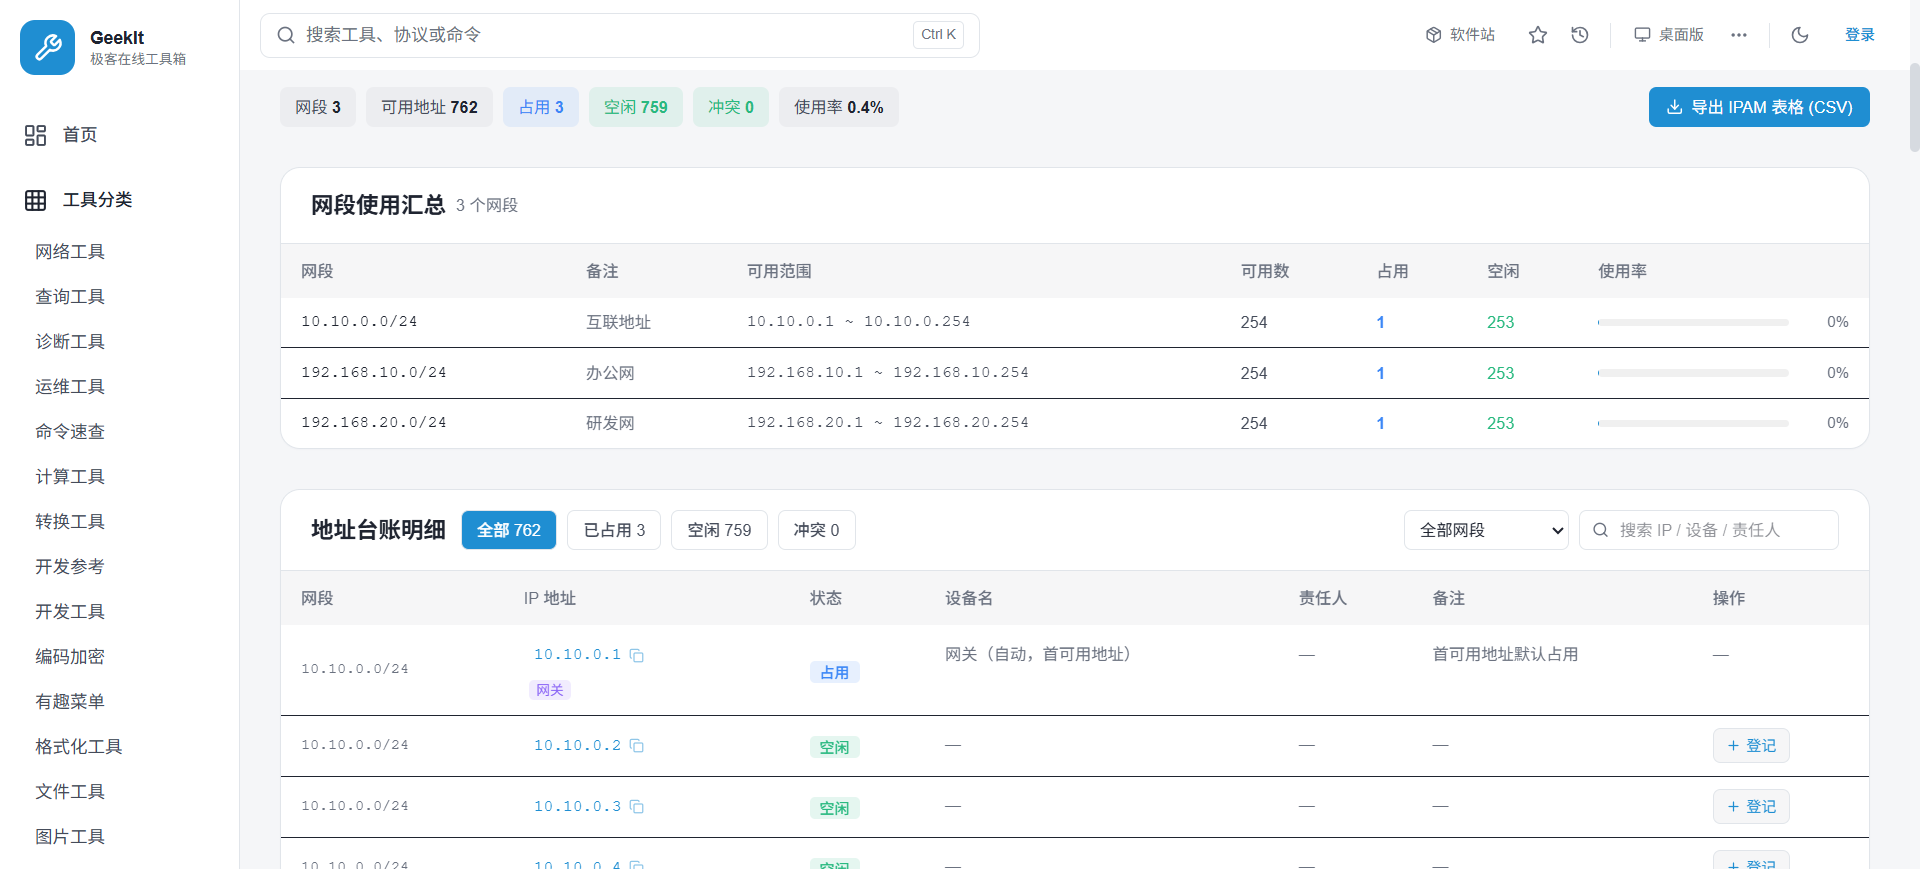 GeekIt
极客在线工具箱
搜索工具、协议或命令
Ctrl K
软件站
桌面版
登录
首页
工具分类
网络工具
查询工具
诊断工具
运维工具
命令速查
计算工具
转换工具
开发参考
开发工具
编码加密
有趣菜单
格式化工具
文件工具
图片工具
网段 3
可用地址 762
占用 3
空闲 759
冲突 0
使用率 0.4%
导出 IPAM 表格 (CSV)
网段使用汇总 3 个网段
网段 备注 可用范围 可用数 占用 空闲 使用率
10.10.0.0/24 互联地址 10.10.0.1 ~ 10.10.0.254 254 1 253 0%
192.168.10.0/24 办公网 192.168.10.1 ~ 192.168.10.254 254 1 253 0%
192.168.20.0/24 研发网 192.168.20.1 ~ 192.168.20.254 254 1 253 0%
地址台账明细
全部 762
已占用 3
空闲 759
冲突 0
全部网段
搜索 IP / 设备 / 责任人
网段 IP 地址 状态 设备名 责任人 备注 操作
10.10.0.0/24 10.10.0.1 网关 占用 网关（自动，首可用地址） — 首可用地址默认占用 —
10.10.0.0/24 10.10.0.2 空闲 — — — + 登记
10.10.0.0/24 10.10.0.3 空闲 — — — + 登记
10.10.0.0/24 10.10.0.4 空闲 — — — + 登记